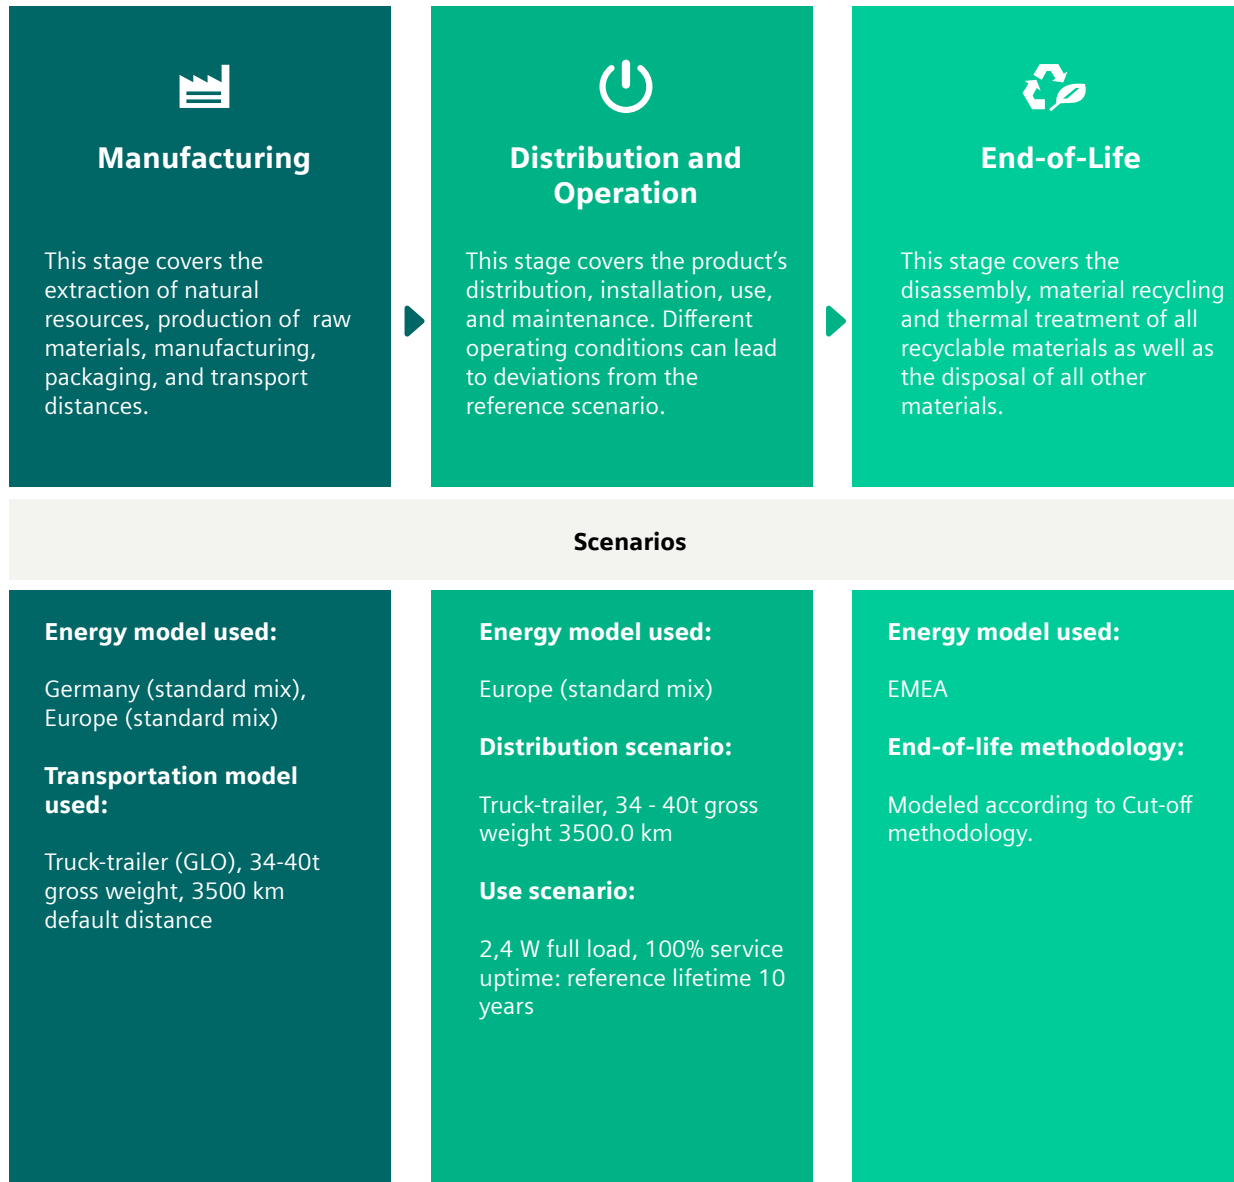 Manufacturing
This stage covers the
extraction of natural
resources, production of  raw
materials, manufacturing,
packaging, and transport
distances.
Distribution and
Operation
This stage covers the product’s
distribution, installation, use,
and maintenance. Different
operating conditions can lead
to deviations from the
reference scenario.
End-of-Life
This stage covers the
disassembly, material recycling
and thermal treatment of all
recyclable materials as well as
the disposal of all other
materials.
Scenarios
Energy model used:
Germany (standard mix),
Europe (standard mix)
Transportation model
used:
Truck-trailer (GLO), 34-40t
gross weight, 3500 km
default distance
Energy model used:
Europe (standard mix)
Distribution scenario:
Truck-trailer, 34 - 40t gross
weight 3500.0 km
Use scenario:
2,4 W full load, 100% service
uptime: reference lifetime 10
years
Energy model used:
EMEA
End-of-life methodology:
Modeled according to Cut-off
methodology.